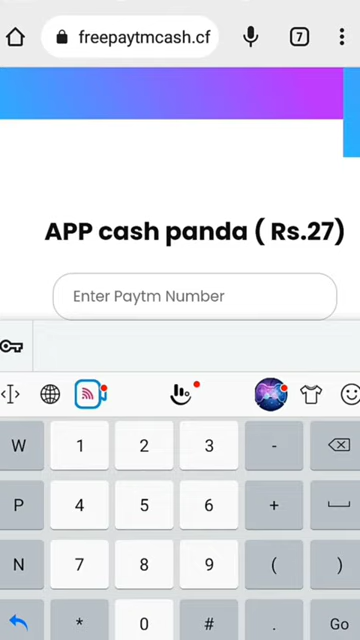 freepaytmcash.cf
7
APP cash panda ( Rs.27)
Enter Paytm Number
W 1 2 3 -
P 4 5 6 +
N 7 8 9 ( )
* 0 # . Go